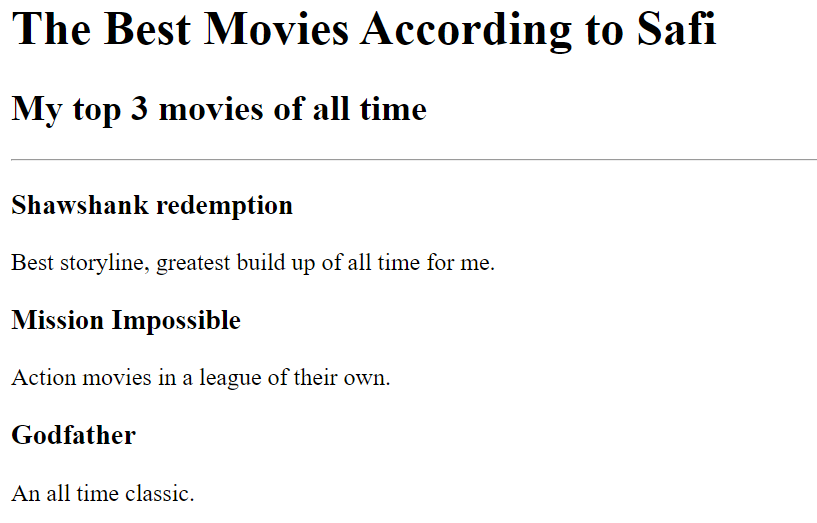 The Best Movies According to Safi
My top 3 movies of all time
Shawshank redemption
Best storyline, greatest build up of all time for me.
Mission Impossible
Action movies in a league of their own.
Godfather
An all time classic.